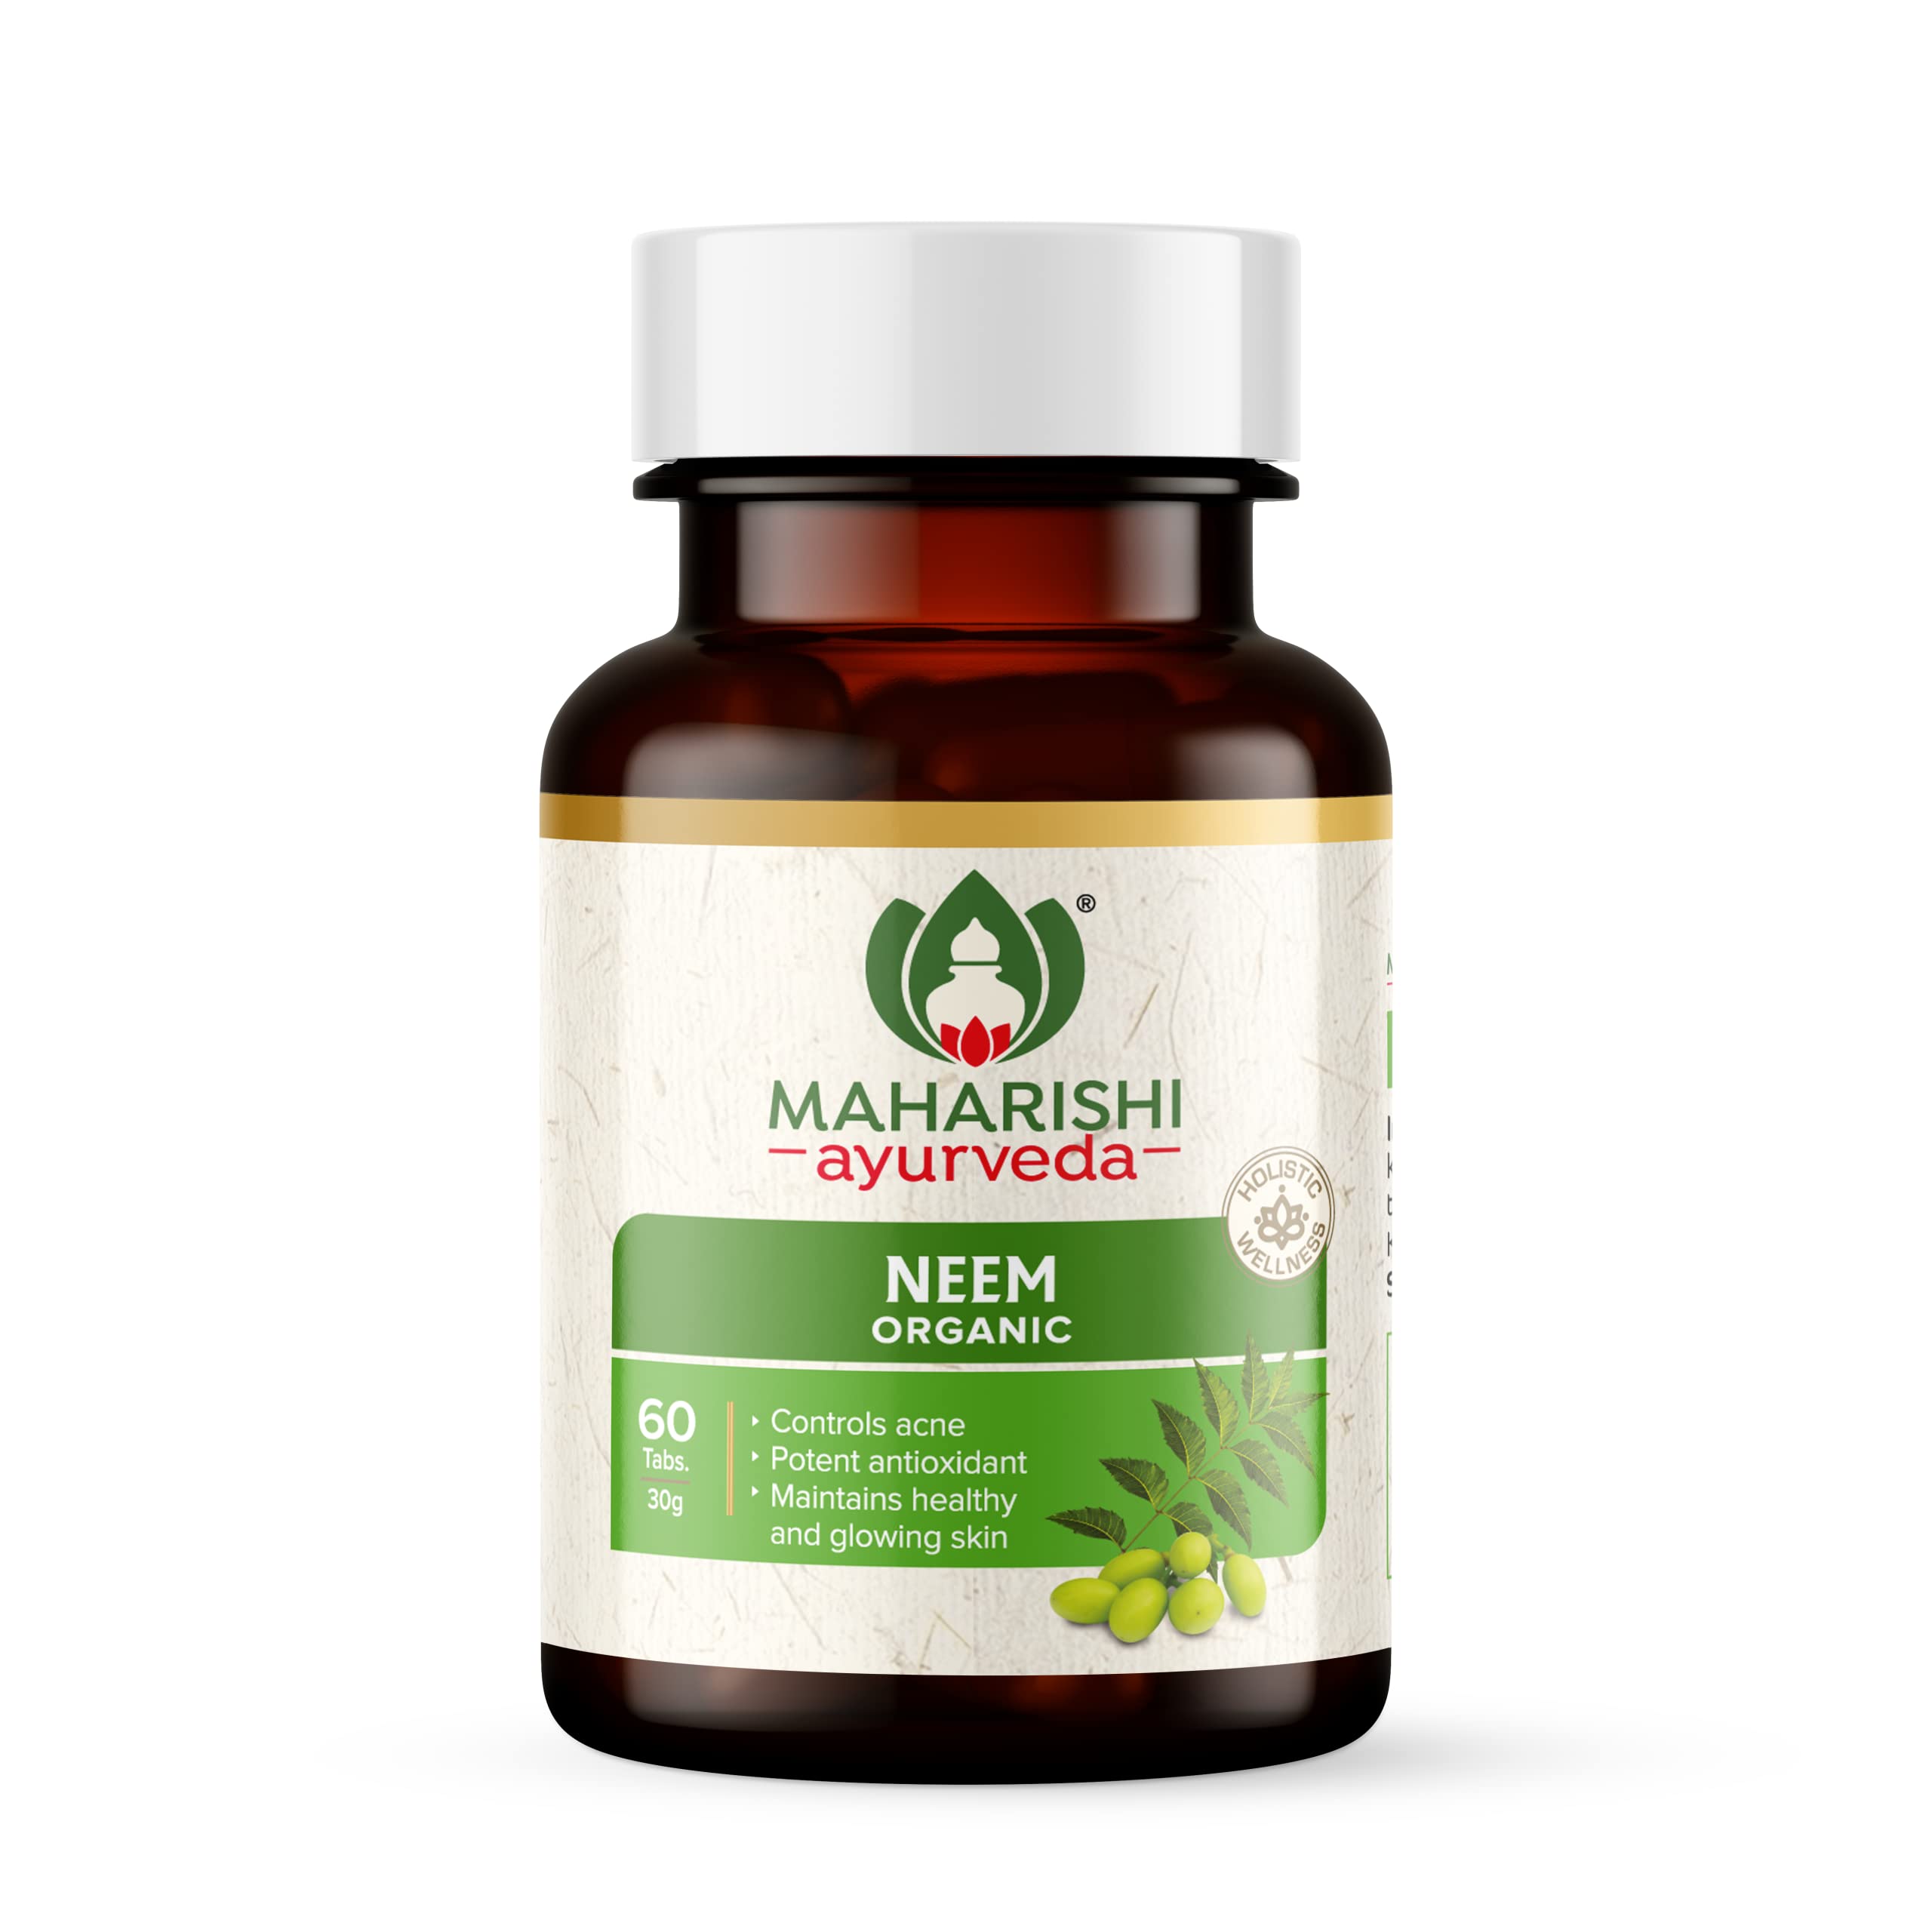 ®
MAHARISHI
ayurveda
HOLISTIC
WELLNESS
NEEM
ORGANIC
60
Tabs.
30g
Controls acne
Potent antioxidant
Maintains healthy
and glowing skin